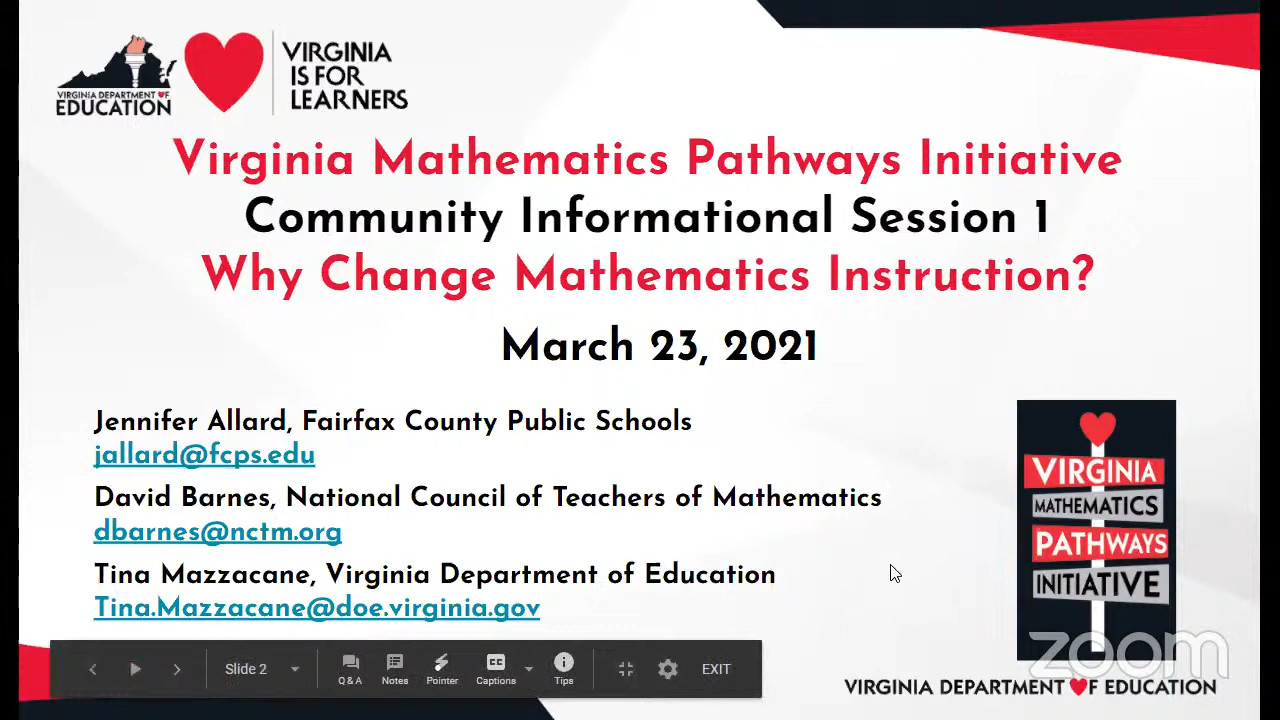 VIRGINIA DEPARTMENT OF
EDUCATION
VIRGINIA
IS FOR
LEARNERS
Virginia Mathematics Pathways Initiative
Community Informational Session 1
Why Change Mathematics Instruction?
March 23, 2021
Jennifer Allard, Fairfax County Public Schools
jallard@fcps.edu
David Barnes, National Council of Teachers of Mathematics
dbarnes@nctm.org
Tina Mazzacane, Virginia Department of Education
Tina.Mazzacane@doe.virginia.gov
VIRGINIA
MATHEMATICS
PATHWAYS
INITIATIVE
zoom
Slide 2
Q & A
Notes
Pointer
CC
Captions
Tips
EXIT
VIRGINIA DEPARTMENT OF EDUCATION